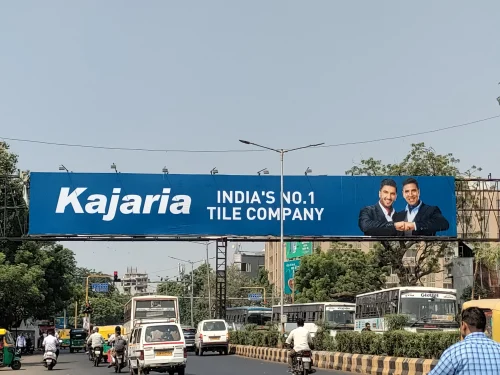 Kajaria
INDIA'S NO.1
TILE COMPANY